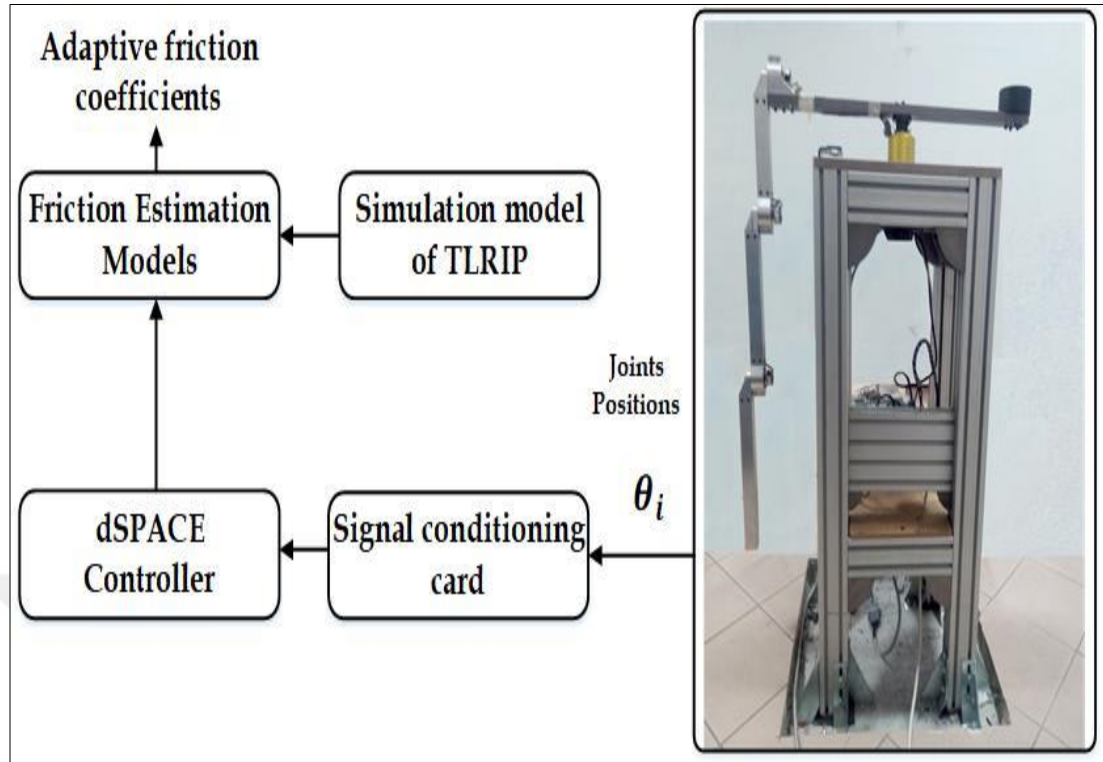 Adaptive friction
coefficients
Friction Estimation
Models
Simulation model
of TLRIP
Joints
Positions
θi
dSPACE
Controller
Signal conditioning
card